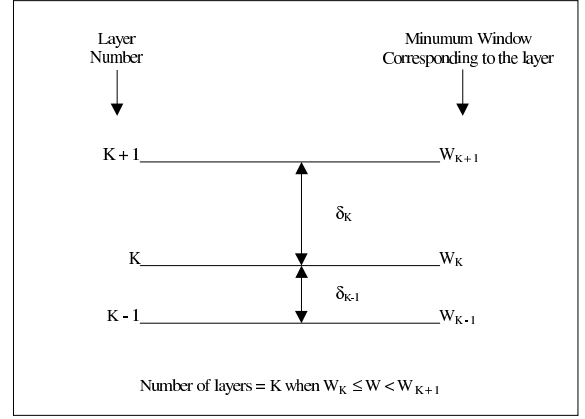 Layer
Number
Minumum Window
Corresponding to the layer
K + 1
W_{K+1}
δ_K
K
W_K
δ_{K-1}
K - 1
W_{K-1}
Number of layers = K when W_K ≤ W < W_{K+1}